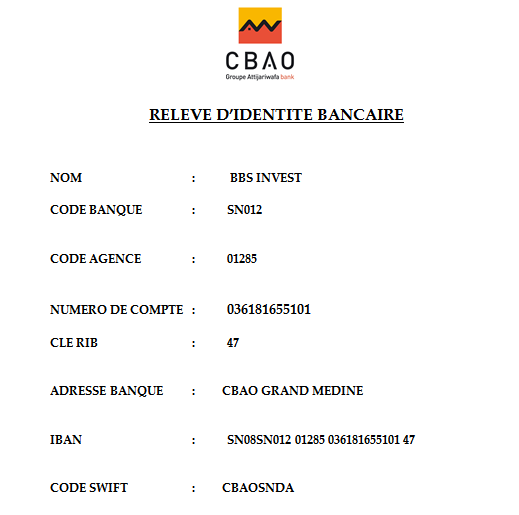 CBAO
Groupe Attijariwafa bank
RELEVE D'IDENTITE BANCAIRE
NOM : BBS INVEST
CODE BANQUE : SN012
CODE AGENCE : 01285
NUMERO DE COMPTE : 036181655101
CLE RIB : 47
ADRESSE BANQUE : CBAO GRAND MEDINE
IBAN : SN08SN012 01285 036181655101 47
CODE SWIFT : CBAOSNDA